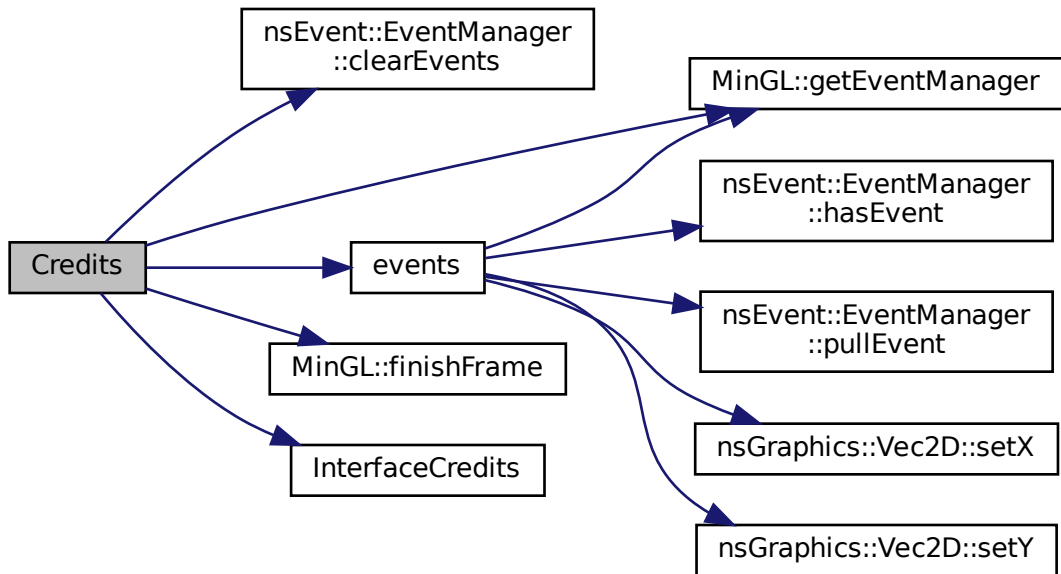 nsEvent::EventManager
::clearEvents
MinGL::getEventManager
nsEvent::EventManager
::hasEvent
Credits
events
nsEvent::EventManager
::pullEvent
MinGL::finishFrame
nsGraphics::Vec2D::setX
InterfaceCredits
nsGraphics::Vec2D::setY